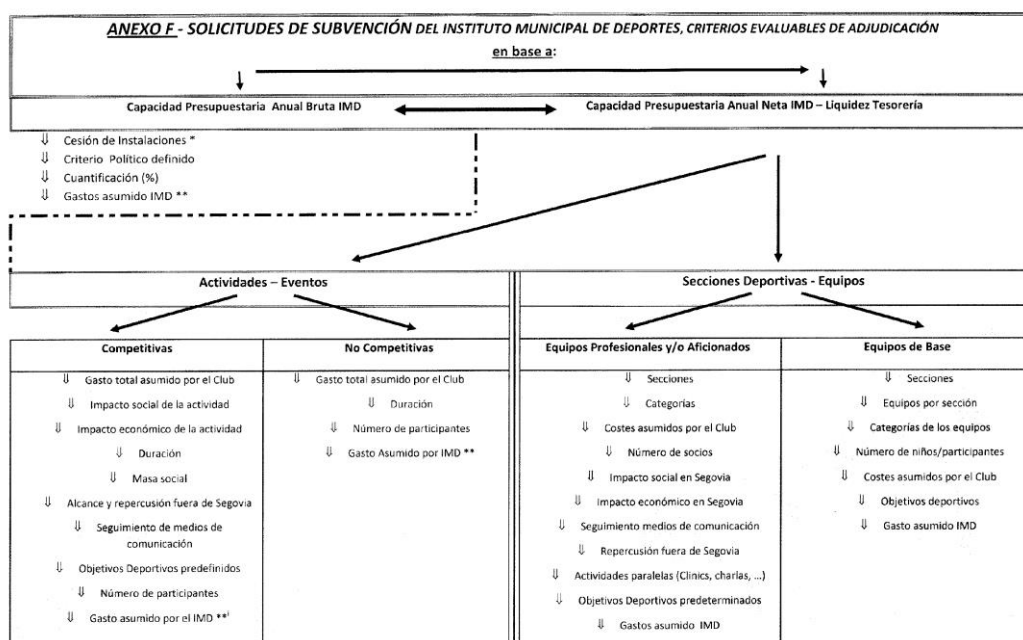 ANEXO F - SOLICITUDES DE SUBVENCIÓN DEL INSTITUTO MUNICIPAL DE DEPORTES, CRITERIOS EVALUABLES DE ADJUDICACIÓN
en base a:
Capacidad Presupuestaria Anual Bruta IMD
Capacidad Presupuestaria Anual Neta IMD – Liquidez Tesorería
⇓ Cesión de Instalaciones *
⇓ Criterio Político definido
⇓ Cuantificación (%)
⇓ Gastos asumido IMD **
Actividades – Eventos
Competitivas
⇓ Gasto total asumido por el Club
⇓ Impacto social de la actividad
⇓ Impacto económico de la actividad
⇓ Duración
⇓ Masa social
⇓ Alcance y repercusión fuera de Segovia
⇓ Seguimiento de medios de
comunicación
⇓ Objetivos Deportivos predefinidos
⇓ Número de participantes
⇓ Gasto asumido por el IMD **ⁱ
No Competitivas
⇓ Gasto total asumido por el Club
⇓ Duración
⇓ Número de participantes
⇓ Gasto Asumido por IMD **
Secciones Deportivas - Equipos
Equipos Profesionales y/o Aficionados
⇓ Secciones
⇓ Categorías
⇓ Costes asumidos por el Club
⇓ Número de socios
⇓ Impacto social en Segovia
⇓ Impacto económico en Segovia
⇓ Seguimiento medios de comunicación
⇓ Repercusión fuera de Segovia
⇓ Actividades paralelas (Clinics, charlas, ...)
⇓ Objetivos Deportivos predeterminados
⇓ Gastos asumido IMD
Equipos de Base
⇓ Secciones
⇓ Equipos por sección
⇓ Categorías de los equipos
⇓ Número de niños/participantes
⇓ Costes asumidos por el Club
⇓ Objetivos deportivos
⇓ Gasto asumido IMD